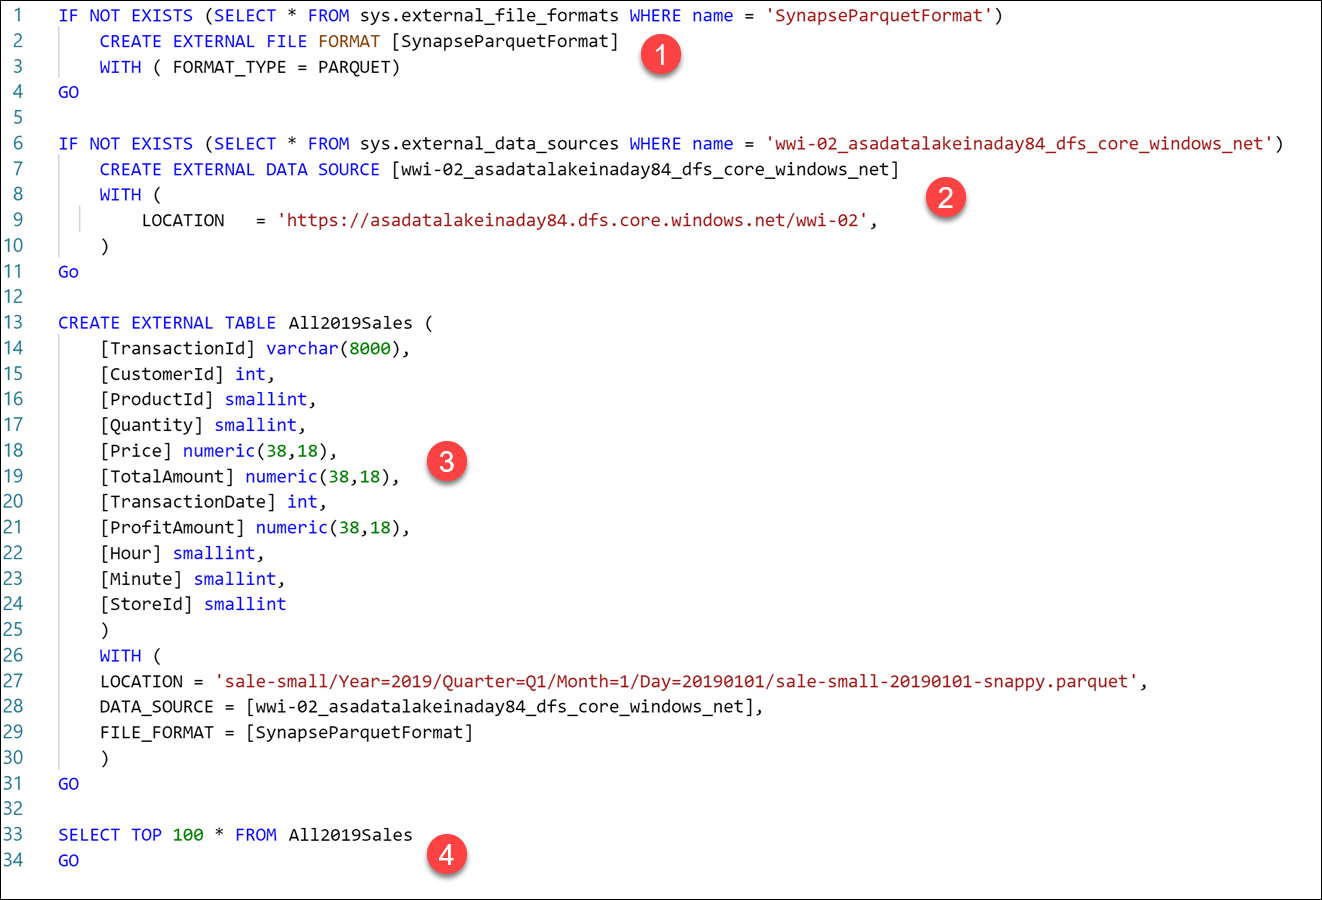 1 IF NOT EXISTS (SELECT * FROM sys.external_file_formats WHERE name = 'SynapseParquetFormat')
2 CREATE EXTERNAL FILE FORMAT [SynapseParquetFormat]
1
3 WITH ( FORMAT_TYPE = PARQUET)
4 GO
5
6 IF NOT EXISTS (SELECT * FROM sys.external_data_sources WHERE name = 'wwi-02_asadatalakeinaday84_dfs_core_windows_net')
7 CREATE EXTERNAL DATA SOURCE [wwi-02_asadatalakeinaday84_dfs_core_windows_net]
8 WITH (
2
9 LOCATION = 'https://asadatalakeinaday84.dfs.core.windows.net/wwi-02',
10 )
11 Go
12
13 CREATE EXTERNAL TABLE All2019Sales (
14 [TransactionId] varchar(8000),
15 [CustomerId] int,
16 [ProductId] smallint,
17 [Quantity] smallint,
18 [Price] numeric(38,18),
3
19 [TotalAmount] numeric(38,18),
20 [TransactionDate] int,
21 [ProfitAmount] numeric(38,18),
22 [Hour] smallint,
23 [Minute] smallint,
24 [StoreId] smallint
25 )
26 WITH (
27 LOCATION = 'sale-small/Year=2019/Quarter=Q1/Month=1/Day=20190101/sale-small-20190101-snappy.parquet',
28 DATA_SOURCE = [wwi-02_asadatalakeinaday84_dfs_core_windows_net],
29 FILE_FORMAT = [SynapseParquetFormat]
30 )
31 GO
32
33 SELECT TOP 100 * FROM All2019Sales
4
34 GO